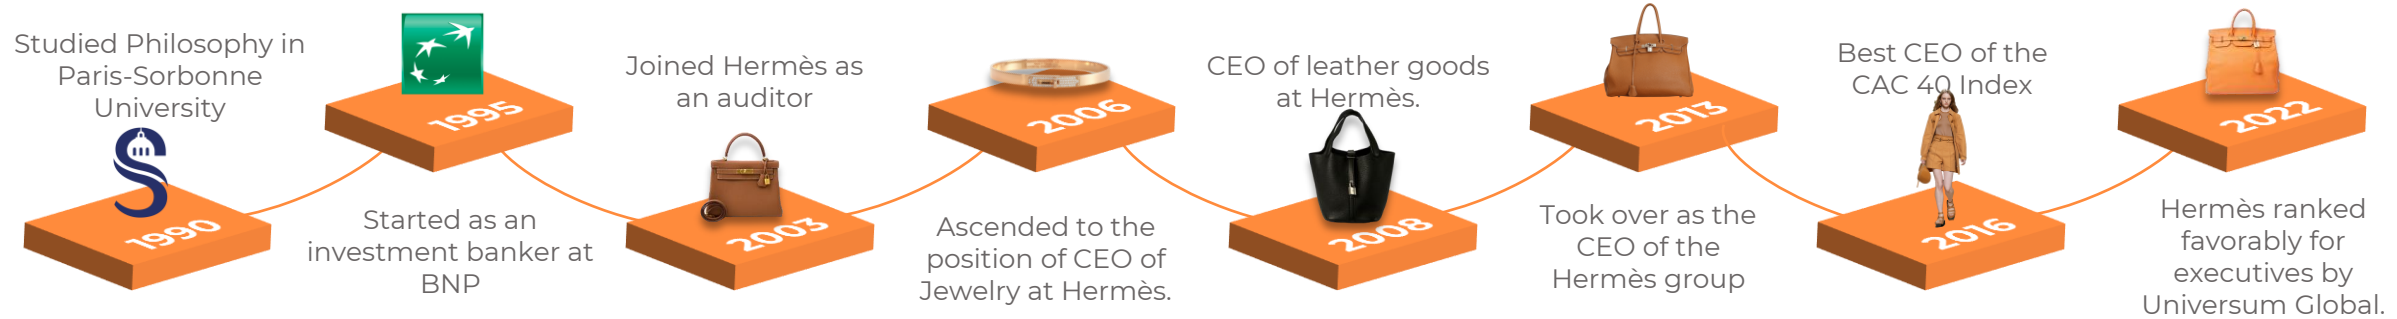 Studied Philosophy in
Paris-Sorbonne
University
1990
1995
Started as an
investment banker at
BNP
Joined Hermès as
an auditor
2003
2006
Ascended to the
position of CEO of
Jewelry at Hermès.
CEO of leather goods
at Hermès.
2008
2013
Took over as the
CEO of the
Hermès group
Best CEO of the
CAC 40 Index
2016
2022
Hermès ranked
favorably for
executives by
Universum Global.